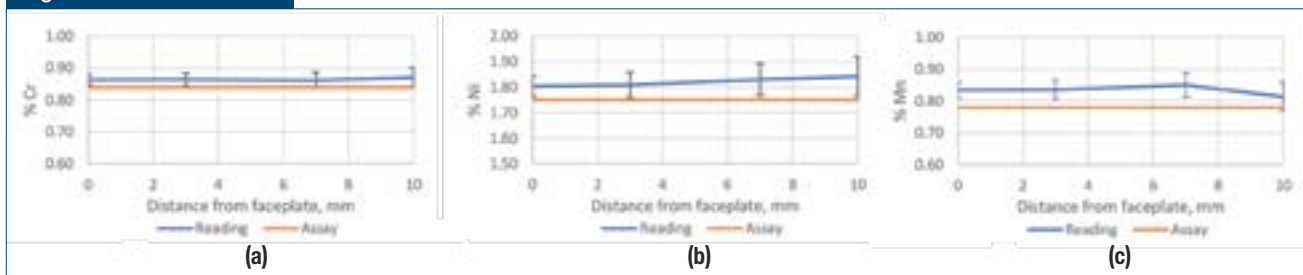 1.00
0.90
0.80
0.70
0.60
% Cr
0 2 4 6 8 10
Distance from faceplate, mm
Reading Assay
(a)
2.00
1.90
1.80
1.70
1.60
1.50
% Ni
0 2 4 6 8 10
Distance from faceplate, mm
Reading Assay
(b)
1.00
0.90
0.80
0.70
0.60
% Mn
0 2 4 6 8 10
Distance from faceplate, mm
Reading Assay
(c)